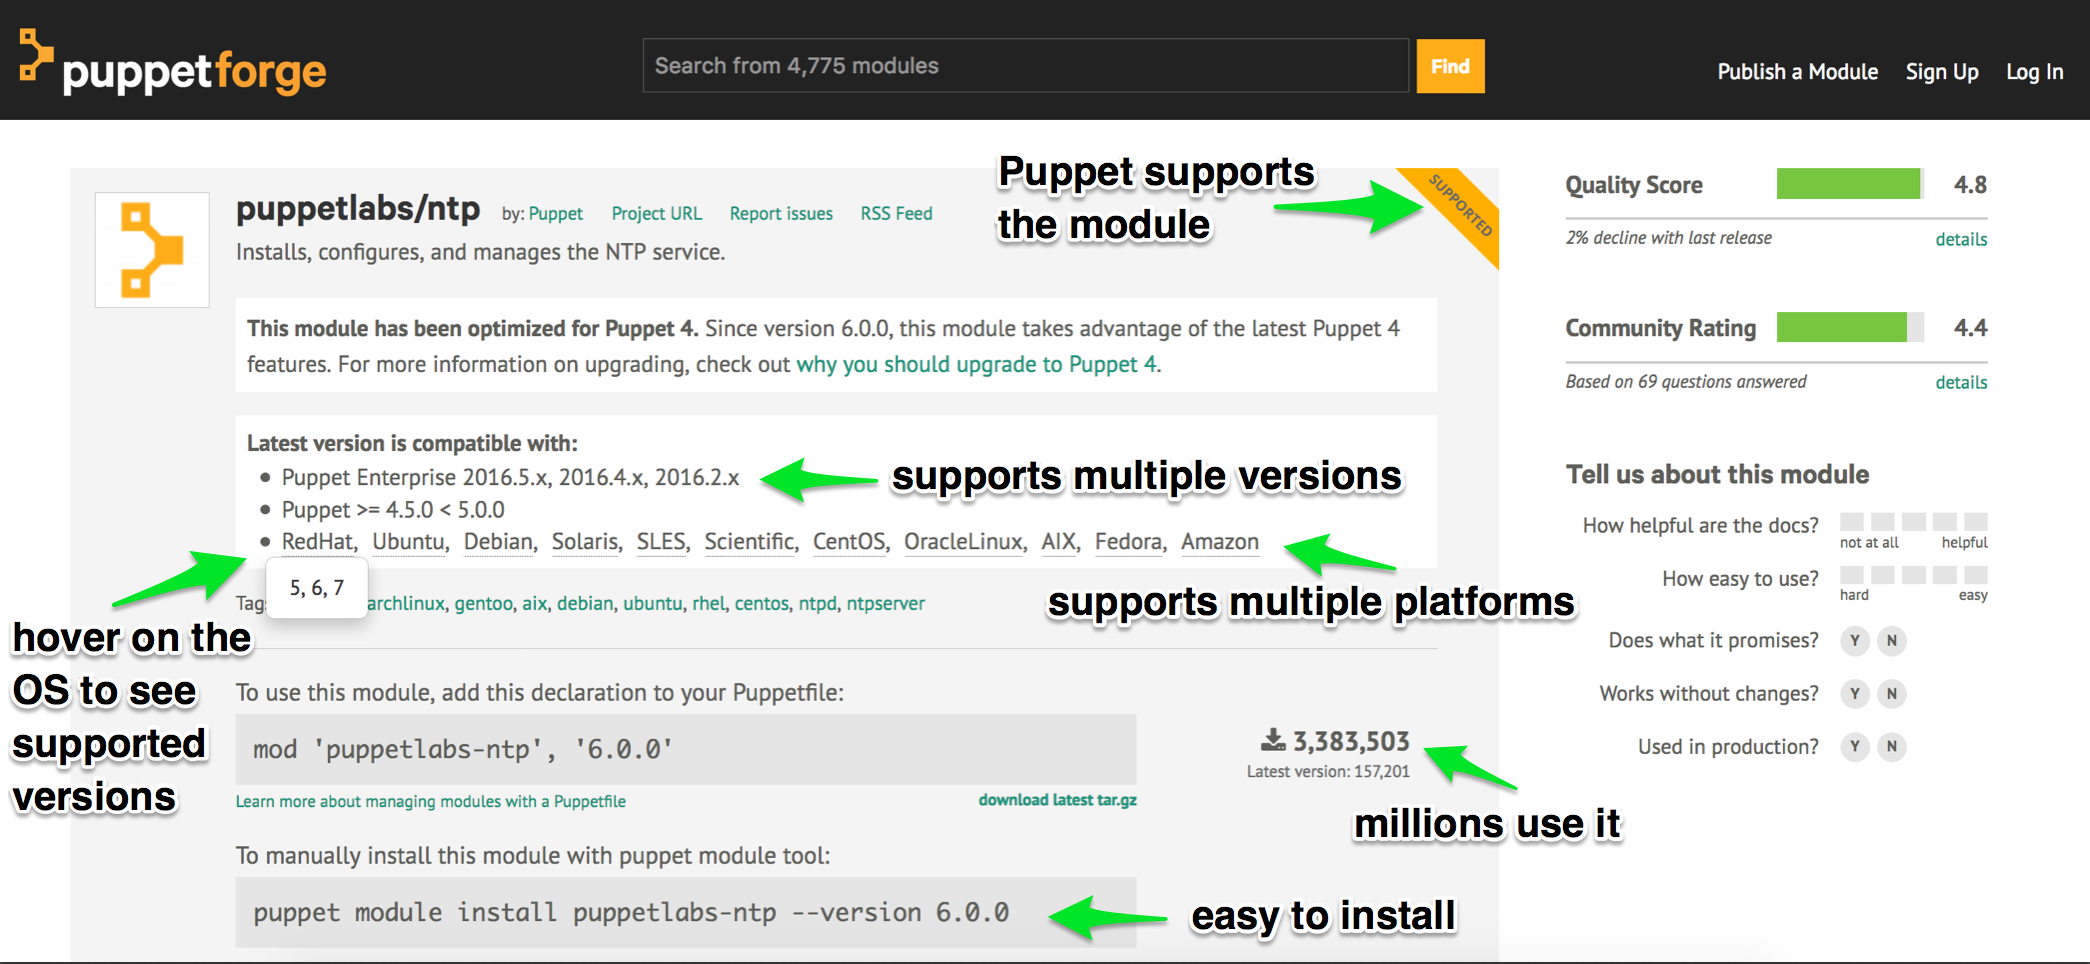 puppetforge
Search from 4,775 modules
Find
Publish a Module
Sign Up
Log In
Puppet supports
the module
SUPPORTED
puppetlabs/ntp by: Puppet Project URL Report issues RSS Feed
Installs, configures, and manages the NTP service.
This module has been optimized for Puppet 4. Since version 6.0.0, this module takes advantage of the latest Puppet 4
features. For more information on upgrading, check out why you should upgrade to Puppet 4.
Latest version is compatible with:
• Puppet Enterprise 2016.5.x, 2016.4.x, 2016.2.x
supports multiple versions
• Puppet >= 4.5.0 < 5.0.0
• RedHat, Ubuntu, Debian, Solaris, SLES, Scientific, CentOS, OracleLinux, AIX, Fedora, Amazon
5, 6, 7
supports multiple platforms
Tag archlinux, gentoo, aix, debian, ubuntu, rhel, centos, ntpd, ntpserver
hover on the
OS to see
supported
versions
To use this module, add this declaration to your Puppetfile:
mod 'puppetlabs-ntp', '6.0.0'
Learn more about managing modules with a Puppetfile
download latest tar.gz
3,383,503
Latest version: 157,201
millions use it
To manually install this module with puppet module tool:
puppet module install puppetlabs-ntp --version 6.0.0
easy to install
Quality Score 4.8
2% decline with last release details
Community Rating 4.4
Based on 69 questions answered details
Tell us about this module
How helpful are the docs?
not at all helpful
How easy to use?
hard easy
Does what it promises? Y N
Works without changes? Y N
Used in production? Y N